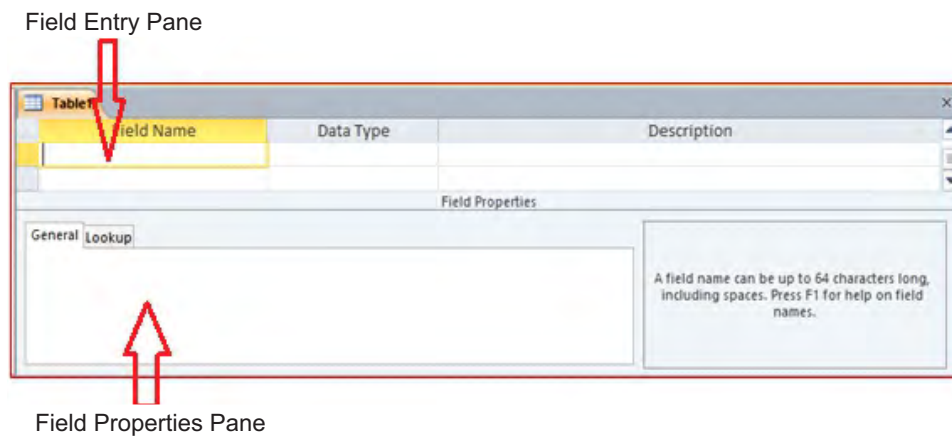 Field Entry Pane
Table1
Field Name Data Type Description
Field Properties
General Lookup
A field name can be up to 64 characters long,
including spaces. Press F1 for help on field
names.
Field Properties Pane